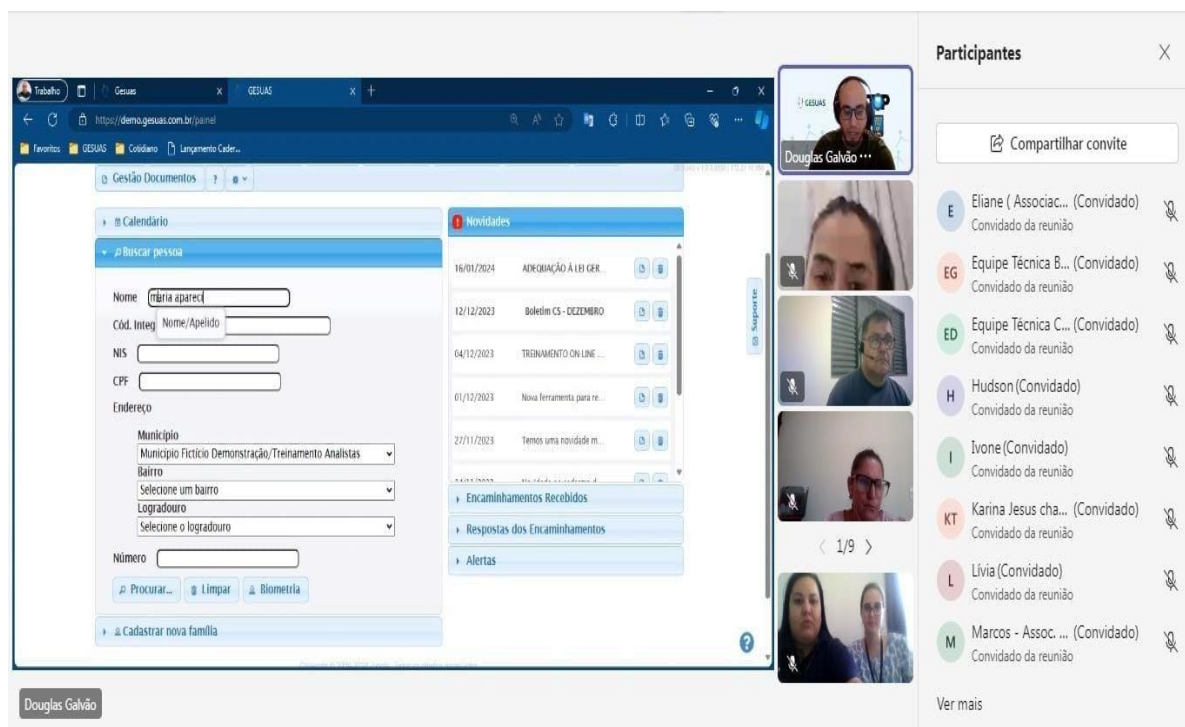 Trabalho
Gesuas
GESUAS
https://demo.gesuas.com.br/painel
Favoritos
GESUAS
Cotidiano
Lançamento Cader...
Gestão Documentos
?
Calendário
Buscar pessoa
Nome
maria apareci
Cód. Integ
Nome/Apelido
NIS
CPF
Endereço
Município
Município Fictício Demonstração/Treinamento Analistas
Bairro
Selecione um bairro
Logradouro
Selecione o logradouro
Número
Procurar...
Limpar
Biometria
Cadastrar nova família
Novidades
16/01/2024 ADEQUAÇÃO À LEI GER...
12/12/2023 Boletim CS - DEZEMBRO
04/12/2023 TREINAMENTO ON-LINE ...
01/12/2023 Nova ferramenta para re...
27/11/2023 Temos uma novidade m...
Encaminhamentos Recebidos
Respostas dos Encaminhamentos
Alertas
Suporte
?
Douglas Galvão
GESUAS
Douglas Galvão ...
1/9
Participantes
Compartilhar convite
E
Eliane ( Associac... (Convidado)
Convidado da reunião
EG
Equipe Técnica B... (Convidado)
Convidado da reunião
ED
Equipe Técnica C... (Convidado)
Convidado da reunião
H
Hudson (Convidado)
Convidado da reunião
I
Ivone (Convidado)
Convidado da reunião
KT
Karina Jesus cha... (Convidado)
Convidado da reunião
L
Lívia (Convidado)
Convidado da reunião
M
Marcos - Assoc. ... (Convidado)
Convidado da reunião
Ver mais